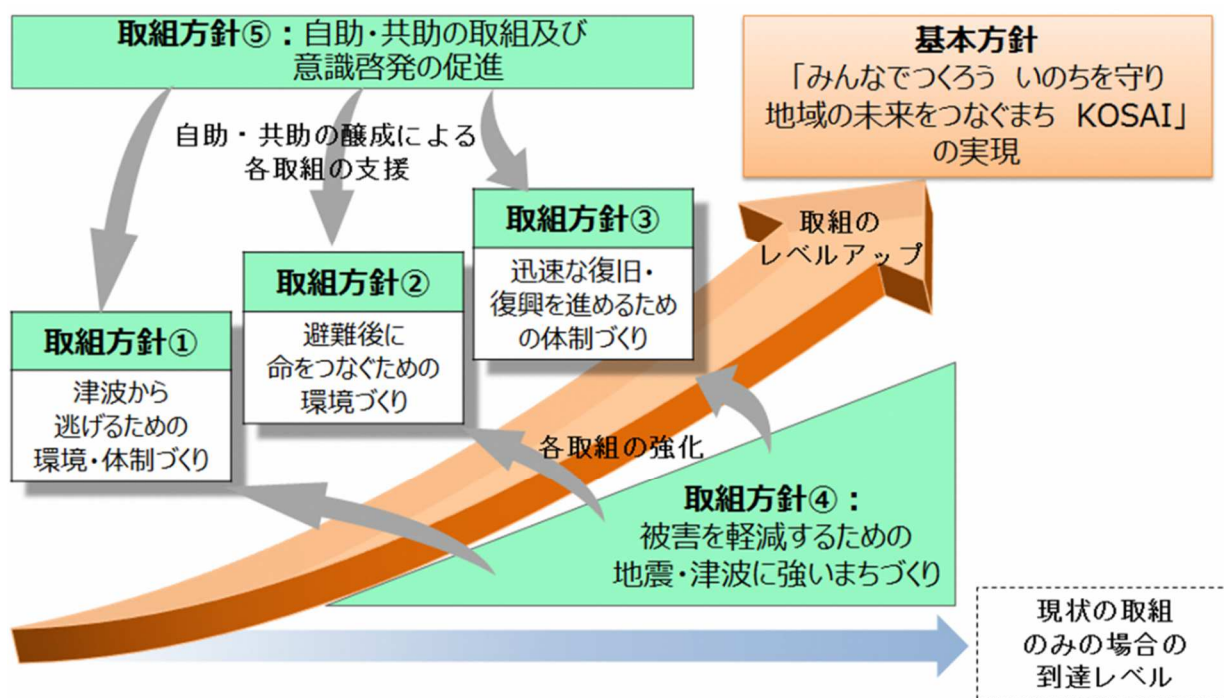 取組方針⑤：自助・共助の取組及び
意識啓発の促進
基本方針
「みんなでつくろう　いのちを守り
地域の未来をつなぐまち　KOSAI」
の実現
自助・共助の醸成による
各取組の支援
取組方針③
迅速な復旧・
復興を進めるため
の体制づくり
取組の
レベルアップ
取組方針②
避難後に
命をつなぐための
環境づくり
取組方針①
津波から
逃げるための
環境・体制づくり
各取組の強化
取組方針④：
被害を軽減するための
地震・津波に強いまちづくり
現状の取組
のみの場合の
到達レベル